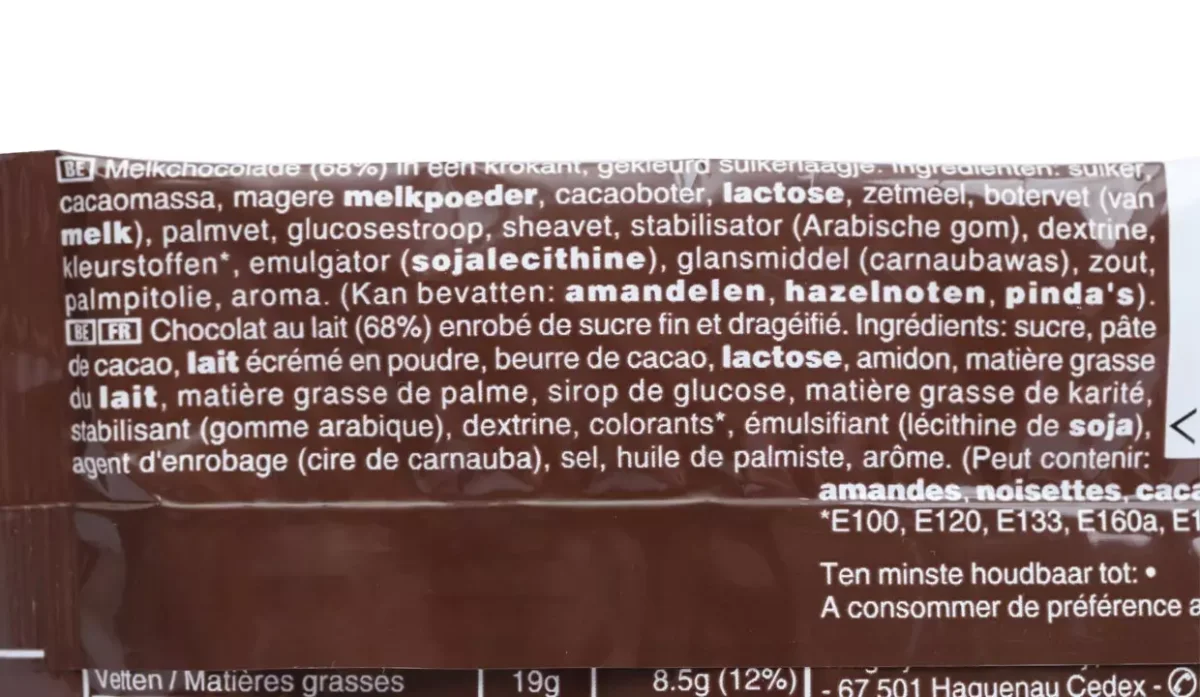 BE Melkchocolade (68%) in een krokant, gekleurd suikerlaagje. Ingrediënten: suiker,
cacaomassa, magere melkpoeder, cacaoboter, lactose, zetmeel, botervet (van
melk), palmvet, glucosestroop, sheavet, stabilisator (Arabische gom), dextrine,
kleurstoffen*, emulgator (sojalecithine), glansmiddel (carnaubawas), zout,
palmpitolie, aroma. (Kan bevatten: amandelen, hazelnoten, pinda's).
BE FR Chocolat au lait (68%) enrobé de sucre fin et dragéifié. Ingrédients: sucre, pâte
de cacao, lait écrémé en poudre, beurre de cacao, lactose, amidon, matière grasse
du lait, matière grasse de palme, sirop de glucose, matière grasse de karité,
stabilisant (gomme arabique), dextrine, colorants*, émulsifiant (lécithine de soja),
agent d'enrobage (cire de carnauba), sel, huile de palmiste, arôme. (Peut contenir:
amandes, noisettes,
*E100, E120, E133, E160a,
Ten minste houdbaar tot: •
A consommer de préférence
Vetten / Matières grasses 19g 8.5g (12%)
- 67 501 Haguenau Cedex -